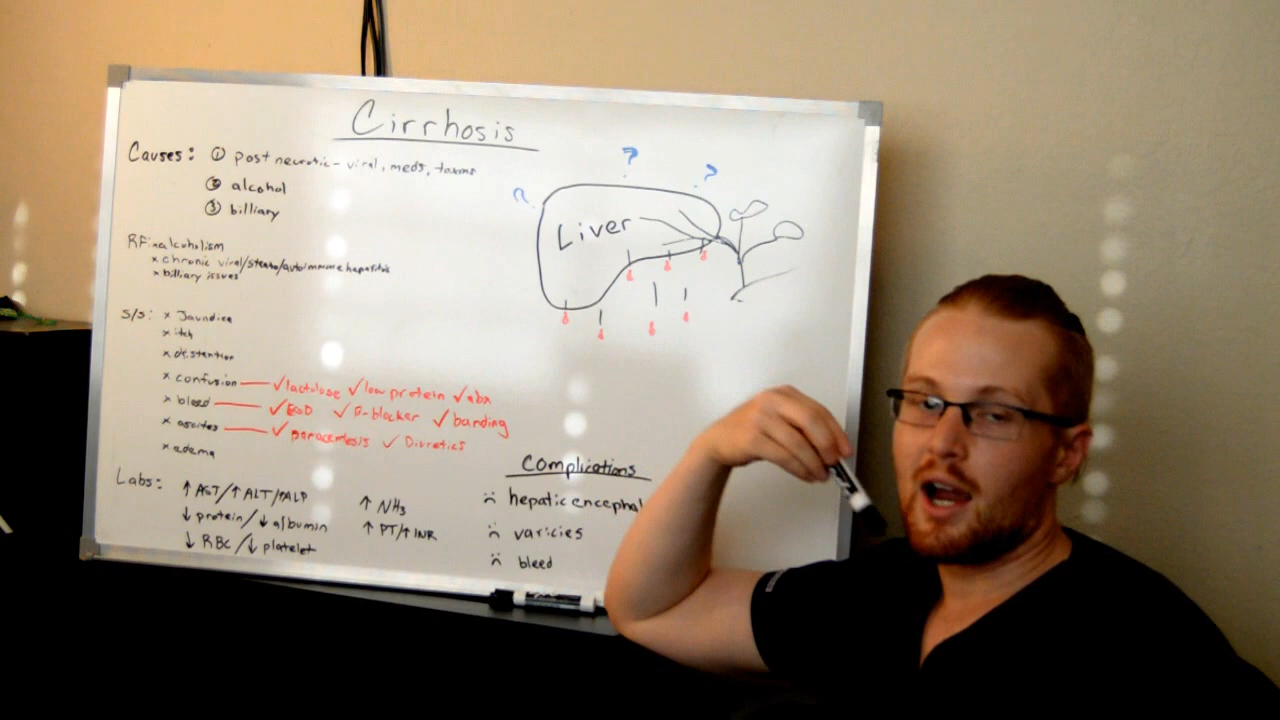 Cirrhosis
Causes: ① post necrotic - viral, meds, toxins
② alcohol
③ billiary
RF: alcoholism
× chronic viral/steato/autoimmune hepatitis
× billiary issues
S/S: × Jaundice
× itch
× distention
× confusion — ✓lactulose ✓low protein ✓abx
× bleed — ✓EGD ✓ B-blocker ✓ banding
× ascites — ✓ paracentesis ✓ Diuretics
× edema
Labs: ↑ AST/↑ ALT/↑ALP
↓ protein/↓ albumin
↓ RBC/↓ platelet
↑ NH3
↑ PT/↑ INR
? ? ?
Liver
Complications
hepatic encephal
varicies
bleed